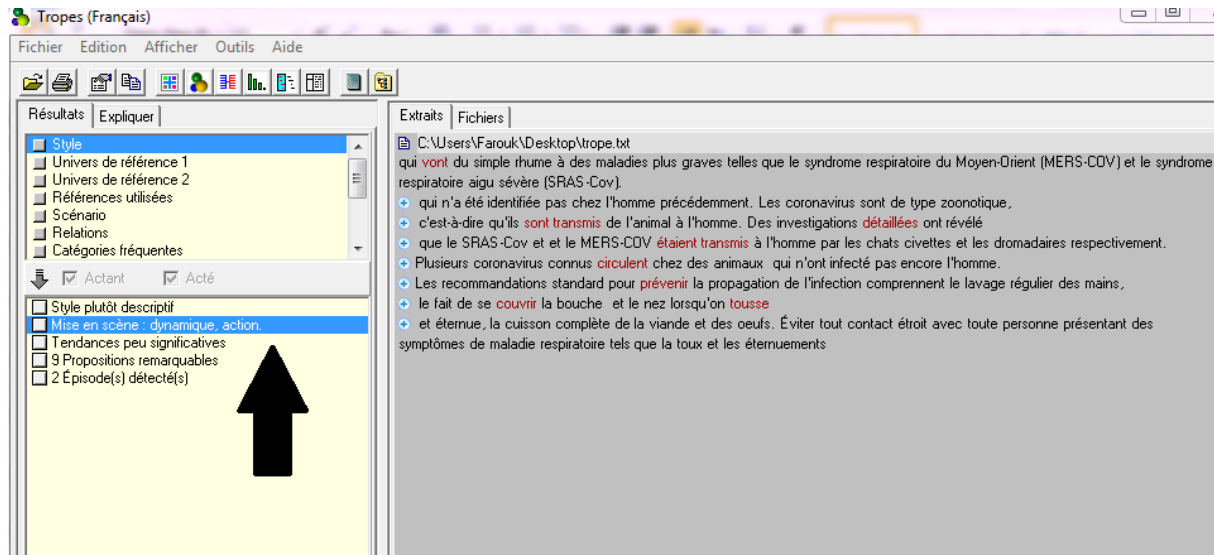 Tropes (Français)
Fichier Edition Afficher Outils Aide
Résultats Expliquer
Style
Univers de référence 1
Univers de référence 2
Références utilisées
Scénario
Relations
Catégories fréquentes
Actant Acté
Style plutôt descriptif
Mise en scène : dynamique, action.
Tendances peu significatives
9 Propositions remarquables
2 Épisode(s) détecté(s)
Extraits Fichiers
C:\Users\Farouk\Desktop\trope.txt
qui vont du simple rhume à des maladies plus graves telles que le syndrome respiratoire du Moyen-Orient (MERS-COV) et le syndrome
respiratoire aigu sévère (SRAS-Cov).
qui n'a été identifiée pas chez l'homme précédemment. Les coronavirus sont de type zoonotique,
c'est-à-dire qu'ils sont transmis de l'animal à l'homme. Des investigations détaillées ont révélé
que le SRAS-Cov et et le MERS-COV étaient transmis à l'homme par les chats civettes et les dromadaires respectivement.
Plusieurs coronavirus connus circulent chez des animaux qui n'ont infecté pas encore l'homme.
Les recommandations standard pour prévenir la propagation de l'infection comprennent le lavage régulier des mains,
le fait de se couvrir la bouche et le nez lorsqu'on tousse
et éternue, la cuisson complète de la viande et des oeufs. Éviter tout contact étroit avec toute personne présentant des
symptômes de maladie respiratoire tels que la toux et les éternuements